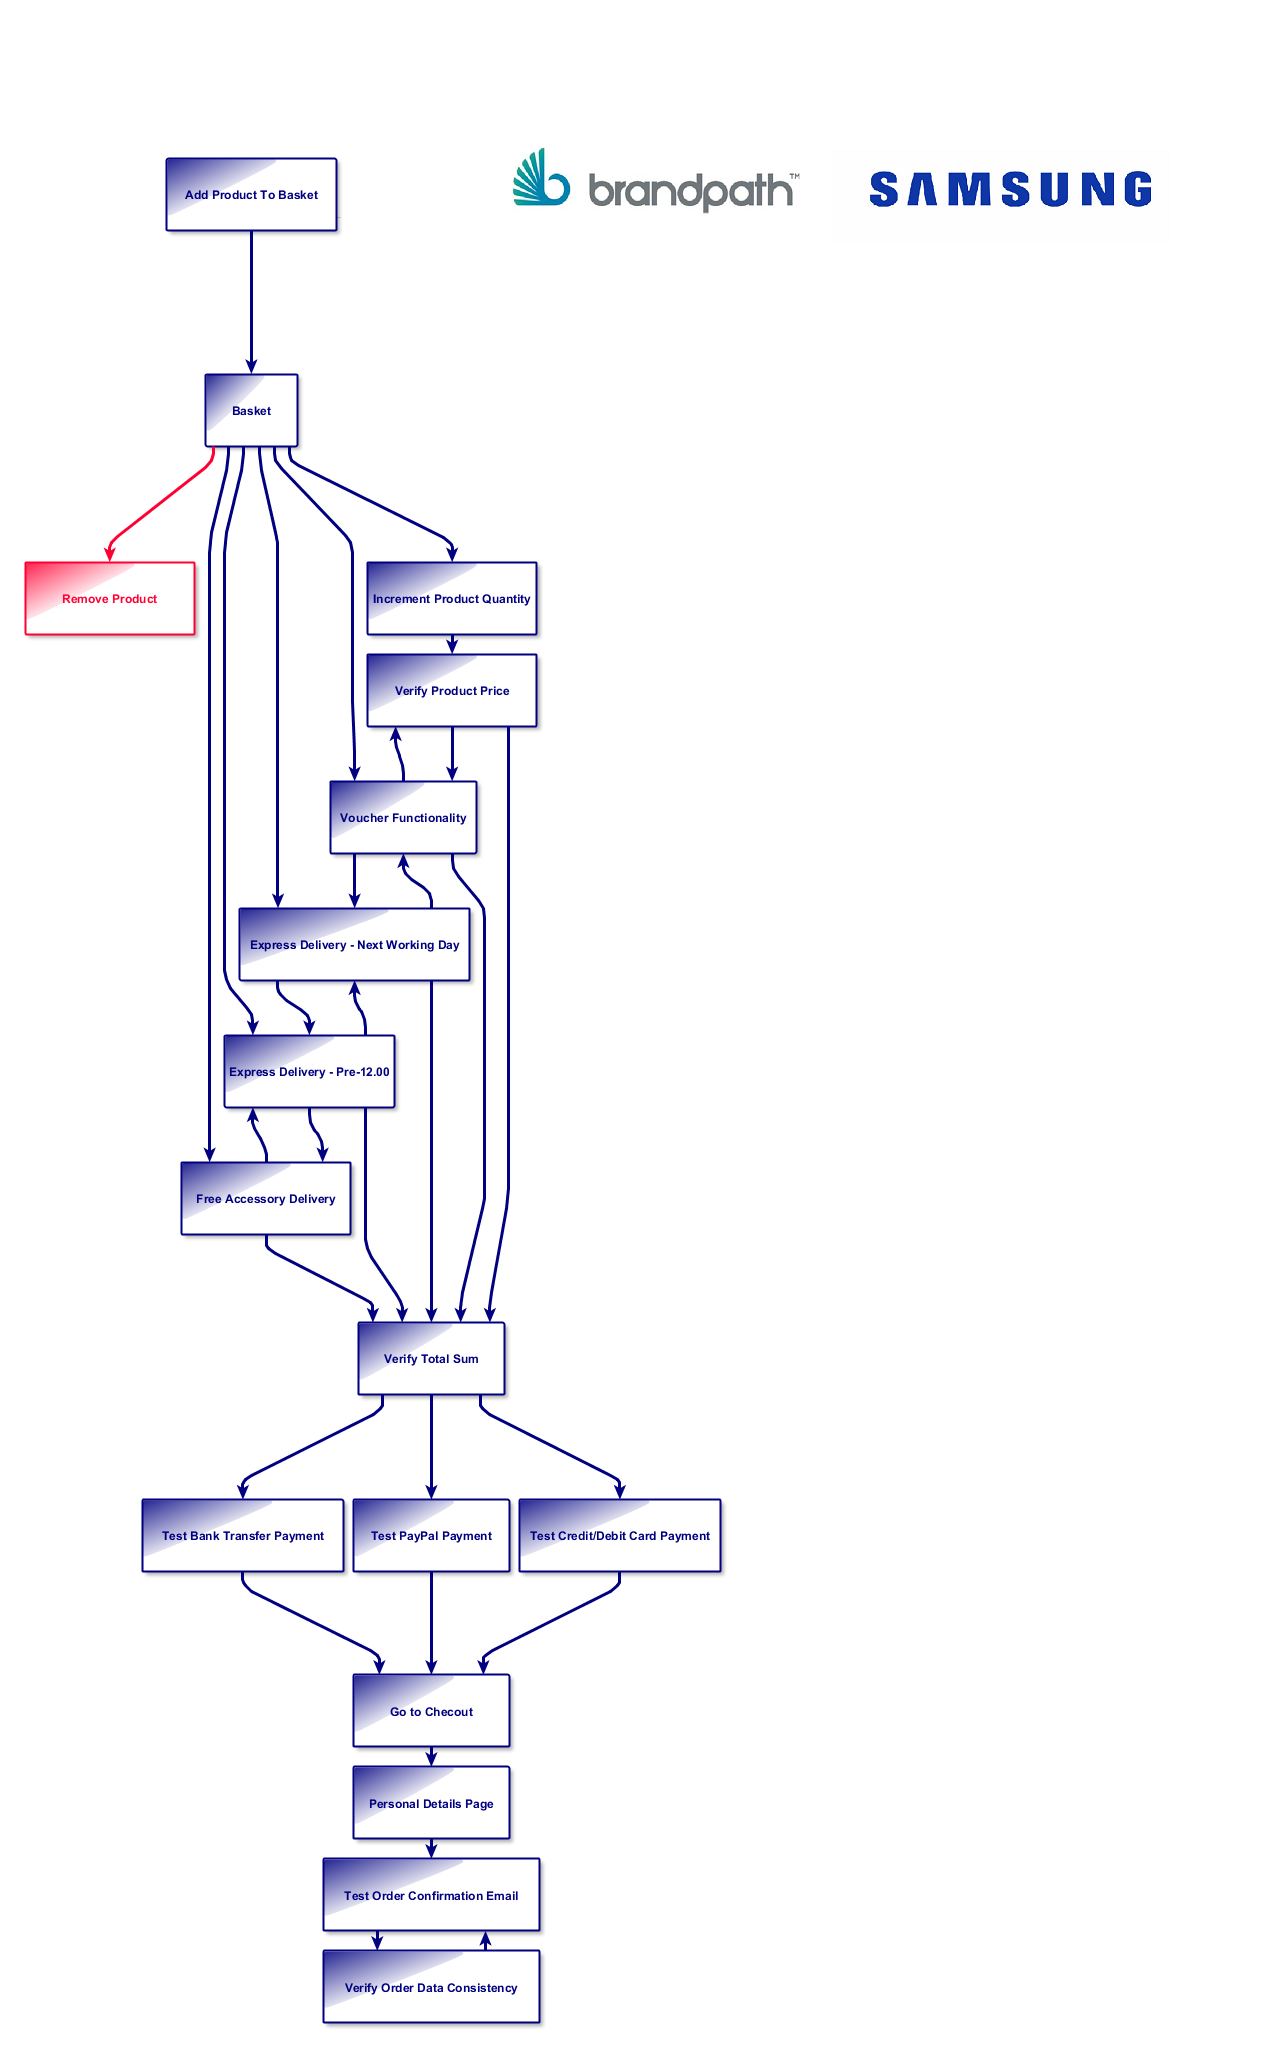 Add Product To Basket
brandpath™
SAMSUNG
Basket
Remove Product
Increment Product Quantity
Verify Product Price
Voucher Functionality
Express Delivery - Next Working Day
Express Delivery - Pre-12.00
Free Accessory Delivery
Verify Total Sum
Test Bank Transfer Payment
Test PayPal Payment
Test Credit/Debit Card Payment
Go to Checout
Personal Details Page
Test Order Confirmation Email
Verify Order Data Consistency